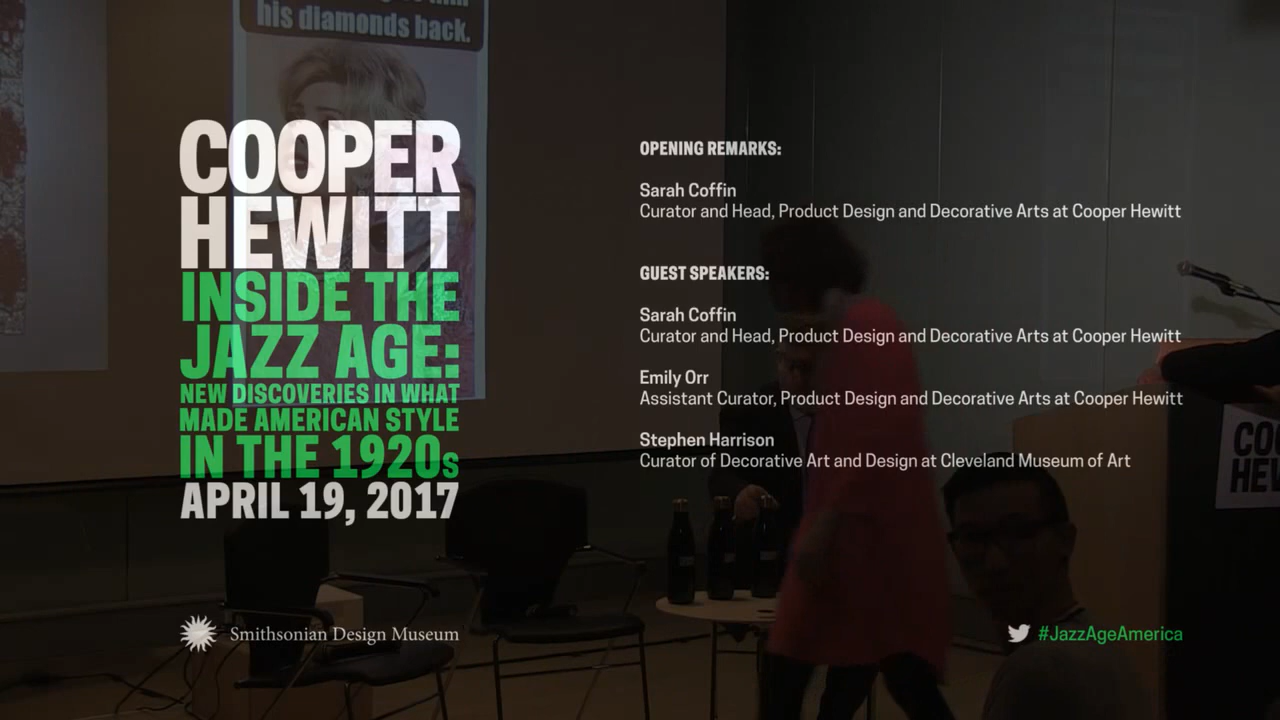 his diamonds back.
COOPER
HEWITT
INSIDE THE
JAZZ AGE:
NEW DISCOVERIES IN WHAT
MADE AMERICAN STYLE
IN THE 1920s
APRIL 19, 2017
Smithsonian Design Museum
OPENING REMARKS:
Sarah Coffin
Curator and Head, Product Design and Decorative Arts at Cooper Hewitt
GUEST SPEAKERS:
Sarah Coffin
Curator and Head, Product Design and Decorative Arts at Cooper Hewitt
Emily Orr
Assistant Curator, Product Design and Decorative Arts at Cooper Hewitt
Stephen Harrison
Curator of Decorative Art and Design at Cleveland Museum of Art
#JazzAgeAmerica